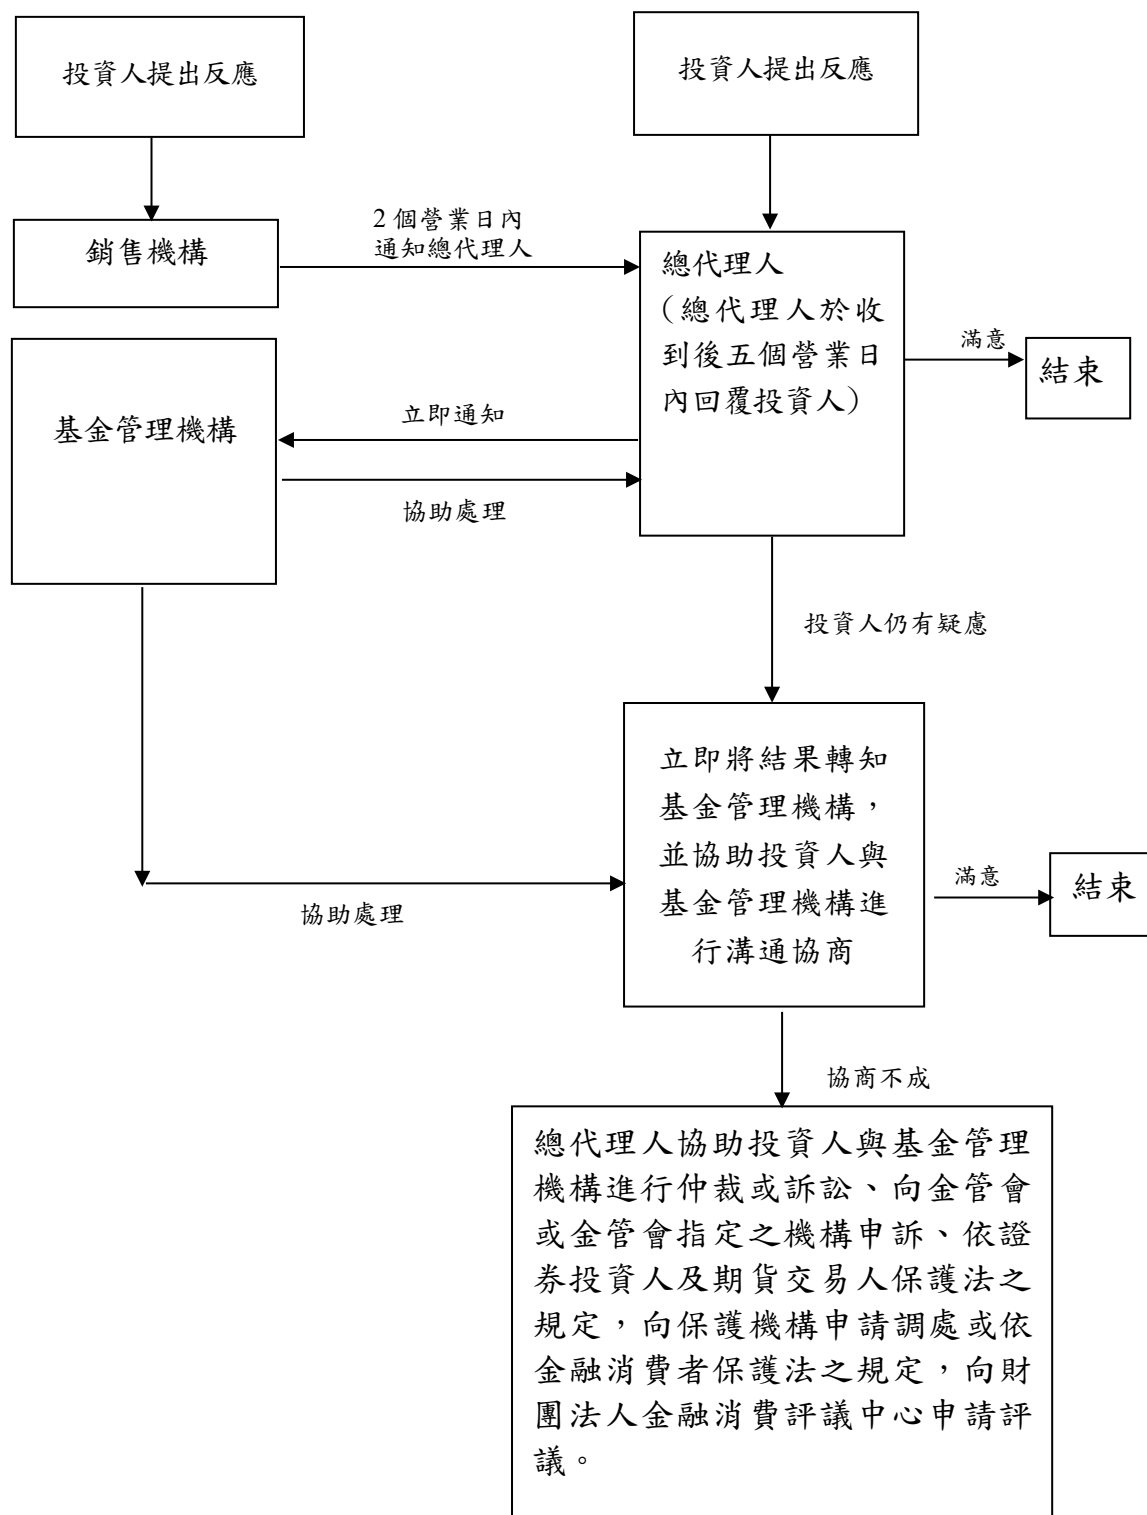 投資人提出反應
投資人提出反應
銷售機構
2 個營業日內
通知總代理人
總代理人
(總代理人於收
到後五個營業日
內回覆投資人)
滿意
結束
基金管理機構
立即通知
協助處理
投資人仍有疑慮
立即將結果轉知
基金管理機構，
並協助投資人與
基金管理機構進
行溝通協商
滿意
結束
協助處理
協商不成
總代理人協助投資人與基金管理
機構進行仲裁或訴訟、向金管會
或金管會指定之機構申訴、依證
券投資人及期貨交易人保護法之
規定，向保護機構申請調處或依
金融消費者保護法之規定，向財
團法人金融消費評議中心申請評
議。